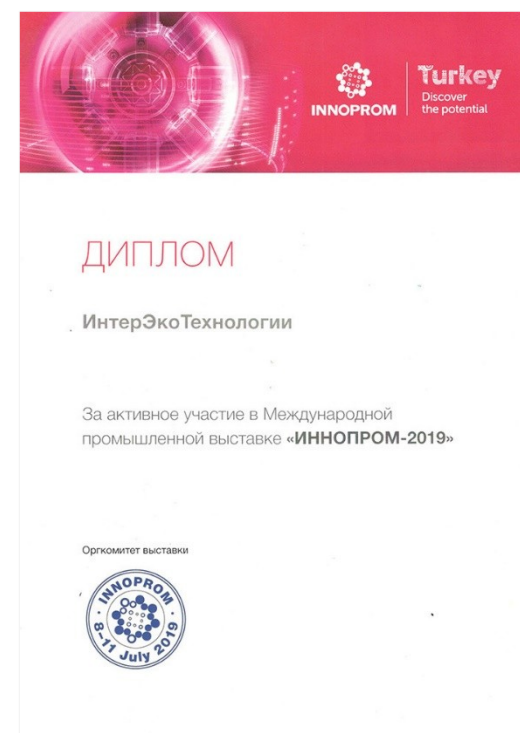 INNOPROM
Turkey
Discover
the potential
ДИПЛОМ
ИнтерЭкоТехнологии
За активное участие в Международной
промышленной выставке «ИННОПРОМ-2019»
Оргкомитет выставки
INNOPROM
8-11 July 2019